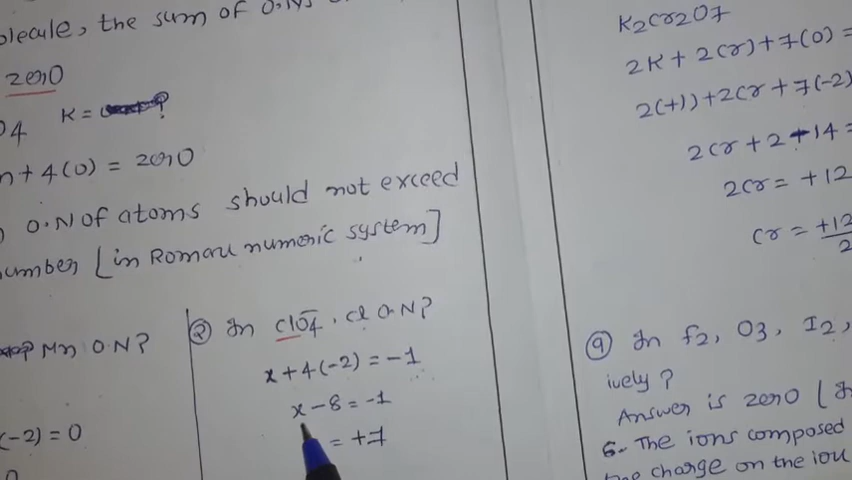 the sum of O.N
zero
O4 K = ?
+ 4(0) = zero
O.N of atoms should not exceed
number [in Roman numeric system]
Mn O.N?
(-2) = 0
② In ClO4⁻, Cl O.N?
x + 4(-2) = -1
x - 8 = -1
= +7
K2Cr2O7
2K + 2(Cr) + 7(0) =
2(+1) + 2Cr + 7(-2)
2Cr + 2 - 14 =
2Cr = +12
Cr = +12/2
⑨ In F2, O3, I2,
ively?
Answer is zero
6. The ions composed
charge on the ion